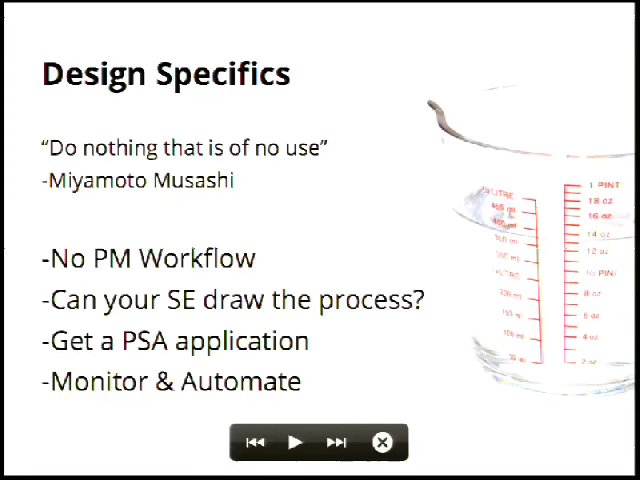 Design Specifics
“Do nothing that is of no use”
-Miyamoto Musashi
-No PM Workflow
-Can your SE draw the process?
-Get a PSA application
-Monitor & Automate
1 PINT
18 oz
16 oz
14 oz
12 oz
8 oz
6 oz
4 oz
2 oz